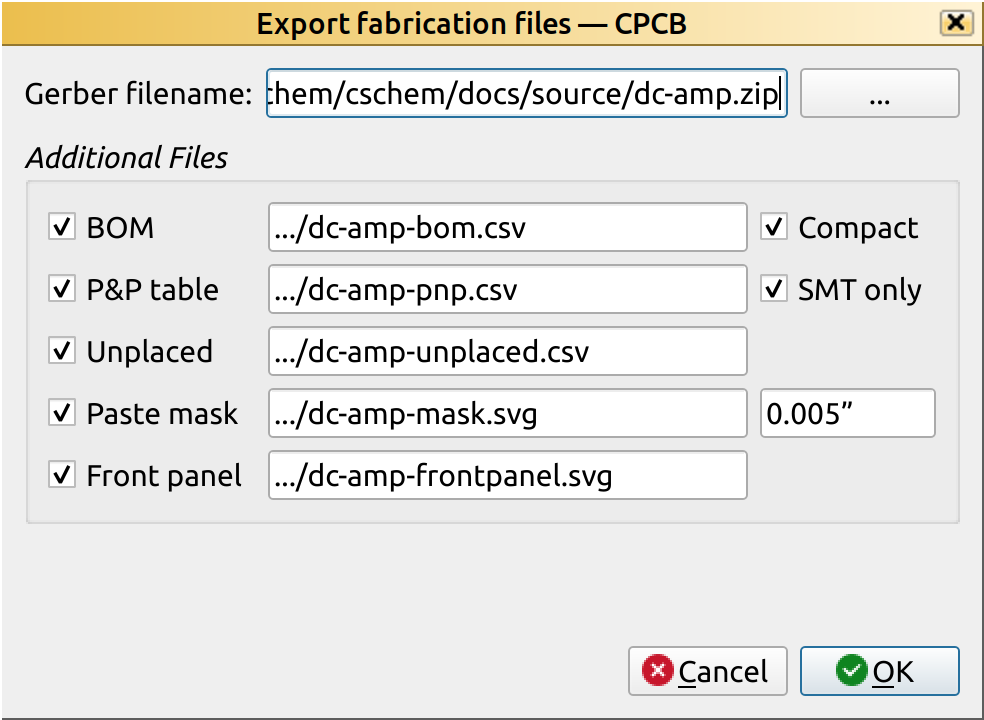 Export fabrication files — CPCB
Gerber filename: chem/cschem/docs/source/dc-amp.zip ...
Additional Files
BOM .../dc-amp-bom.csv Compact
P&P table .../dc-amp-pnp.csv SMT only
Unplaced .../dc-amp-unplaced.csv
Paste mask .../dc-amp-mask.svg 0.005”
Front panel .../dc-amp-frontpanel.svg
Cancel OK